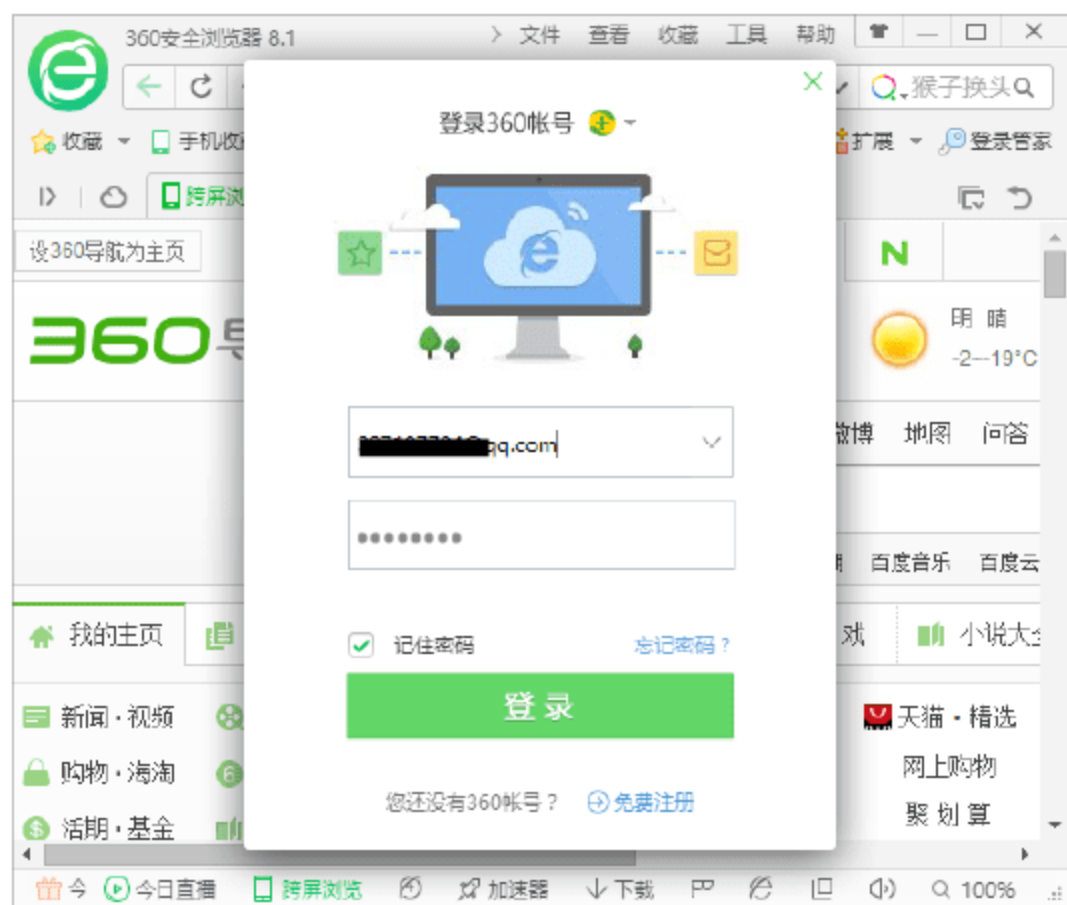 360安全浏览器 8.1
文件 查看 收藏 工具 帮助
猴子换头
收藏 手机收
扩展 登录管家
跨屏浏
设360导航为主页
登录360帐号
360导
明 晴
-2—19°C
微博 地图 问答
qq.com
百度音乐 百度云
我的主页
戏 小说大全
记住密码 忘记密码？
登录
新闻·视频
天猫·精选
购物·海淘
网上购物
您还没有360帐号？ 免费注册
活期·基金
聚划算
今 今日直播 跨屏浏览 加速器 下载 100%